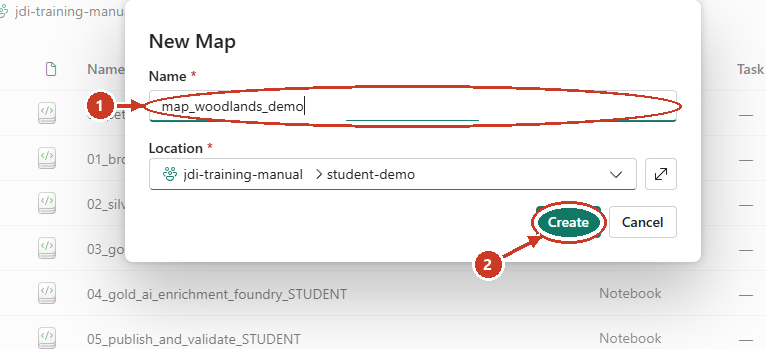 jdi-training-manua
New Map
Name
Task
Name *
1
map_woodlands_demo
01_bro
Location *
jdi-training-manual > student-demo
02_silv
Create
Cancel
03_go
2
04_gold_ai_enrichment_foundry_STUDENT
Notebook
05_publish_and_validate_STUDENT
Notebook